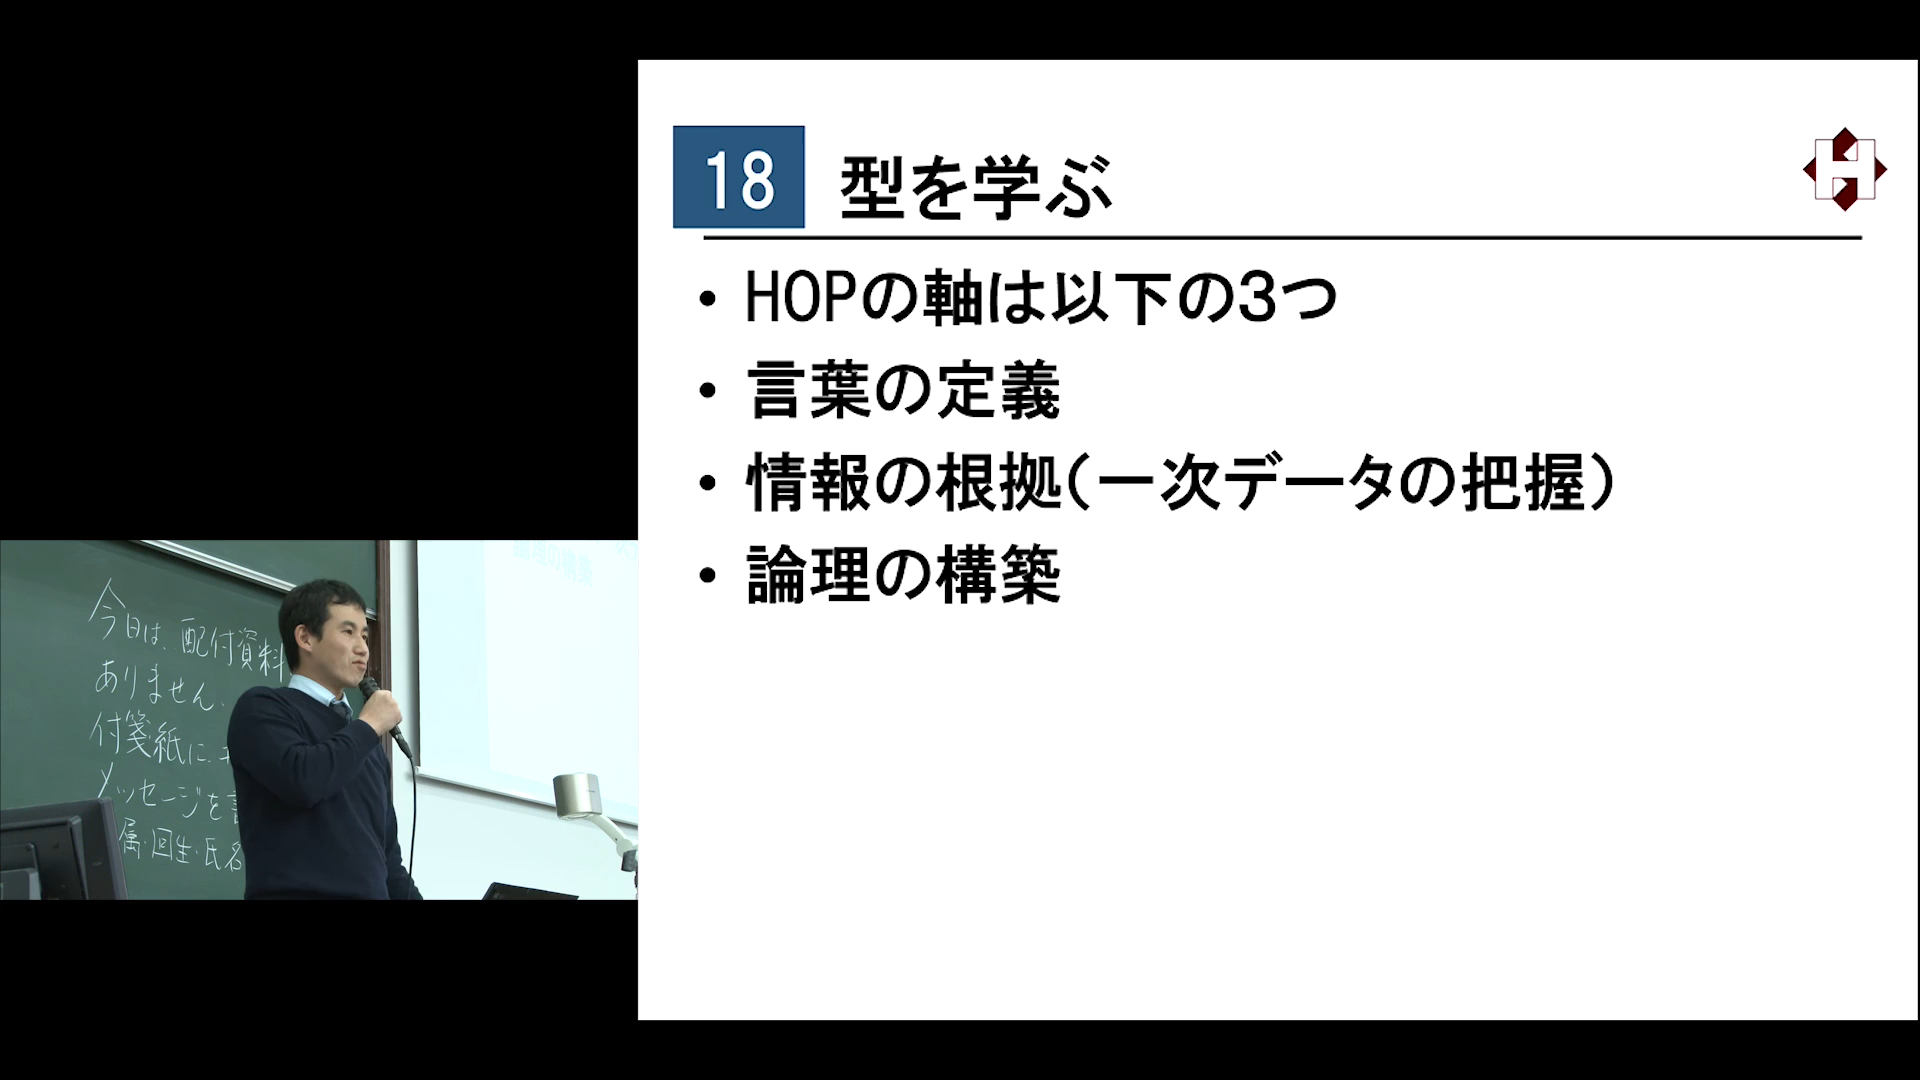 18 型を学ぶ
• HOPの軸は以下の3つ
• 言葉の定義
• 情報の根拠(一次データの把握)
• 論理の構築
今日は、配付資料
ありません。
付箋紙に、
メッセージを
属・回生・氏名